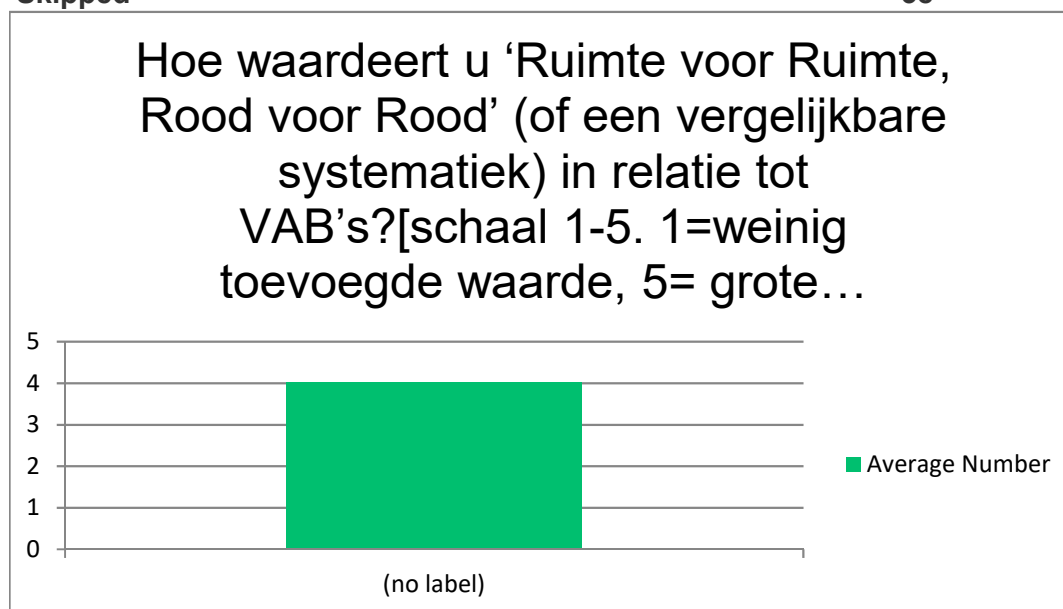 Hoe waardeert u ‘Ruimte voor Ruimte,
Rood voor Rood’ (of een vergelijkbare
systematiek) in relatie tot
VAB’s?[schaal 1-5. 1=weinig
toevoegde waarde, 5= grote…
5
4
3
2
1
0
(no label)
Average Number